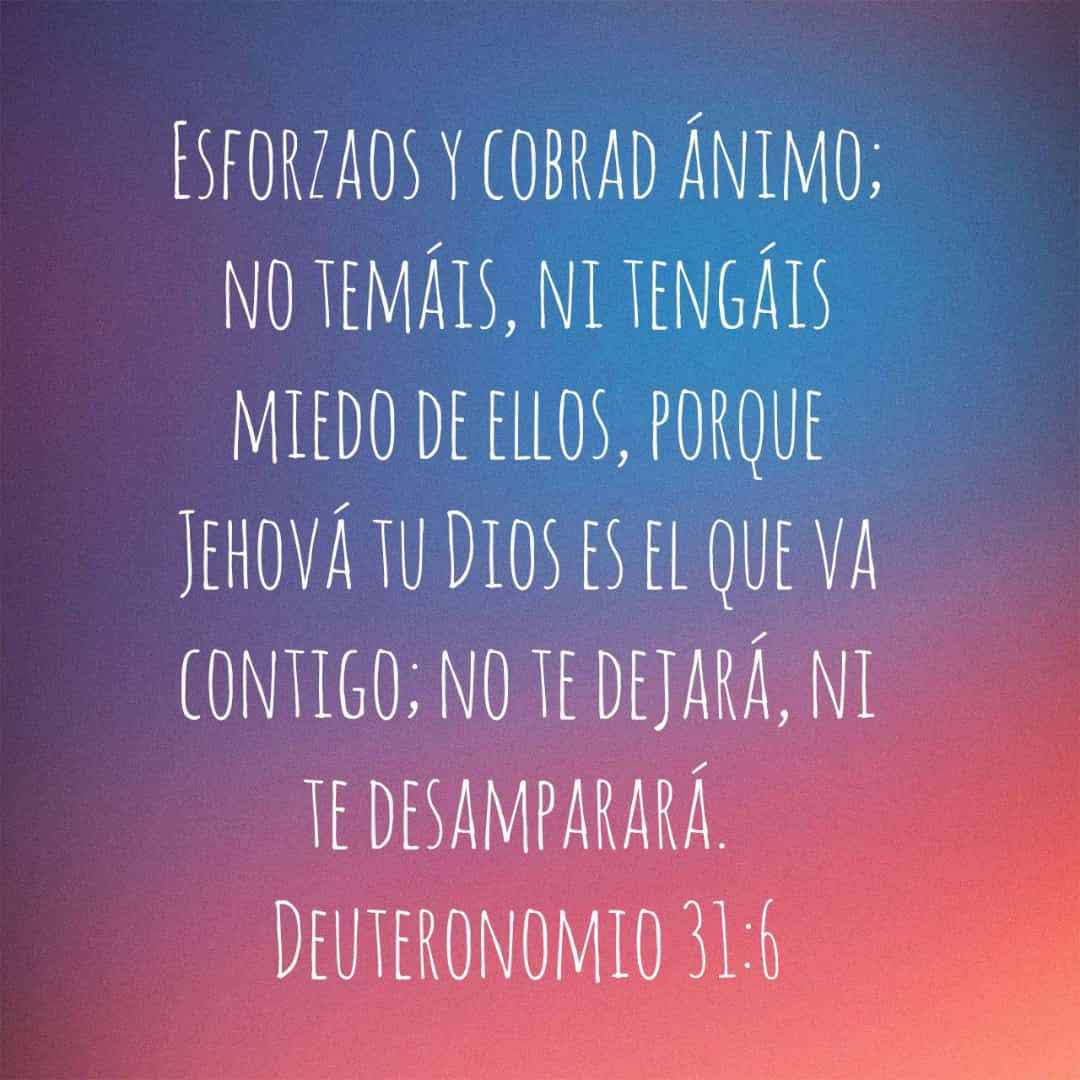 Esforzaos y cobrad ánimo;
no temáis, ni tengáis
miedo de ellos, porque
Jehová tu Dios es el que va
contigo; no te dejará, ni
te desamparará.
Deuteronomio 31:6